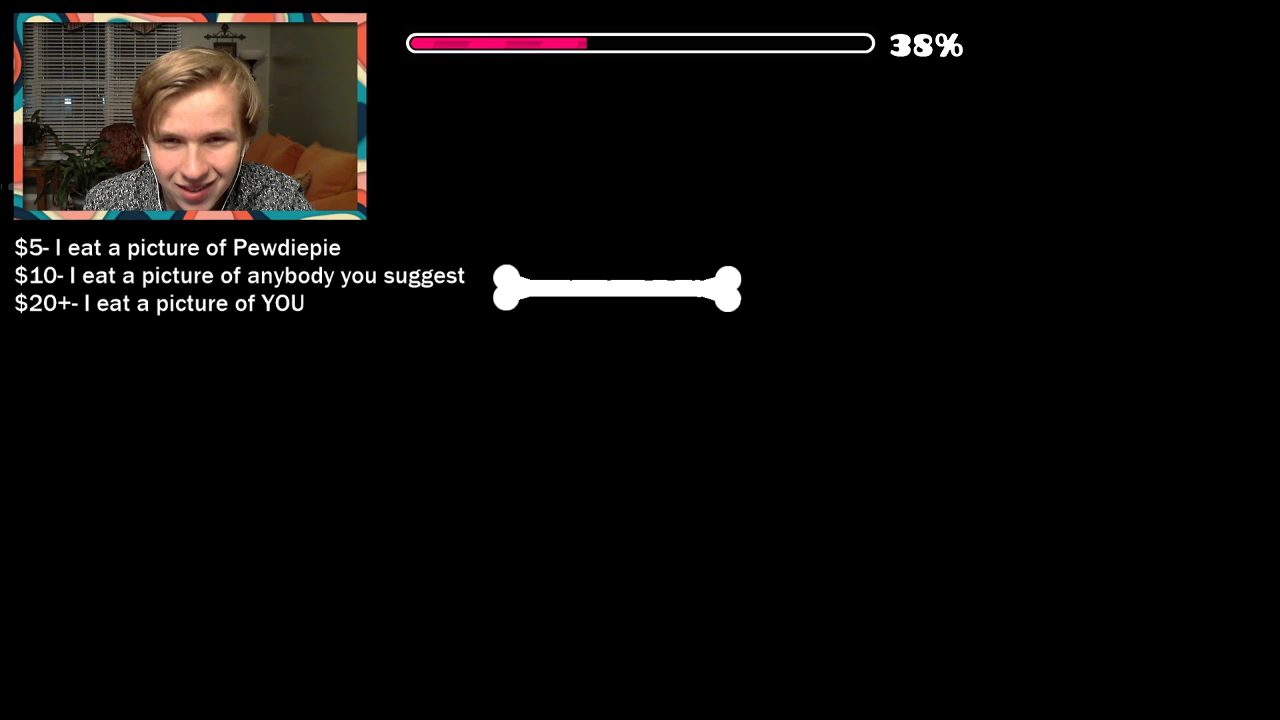 38%
$5- I eat a picture of Pewdiepie
$10- I eat a picture of anybody you suggest
$20+- I eat a picture of YOU